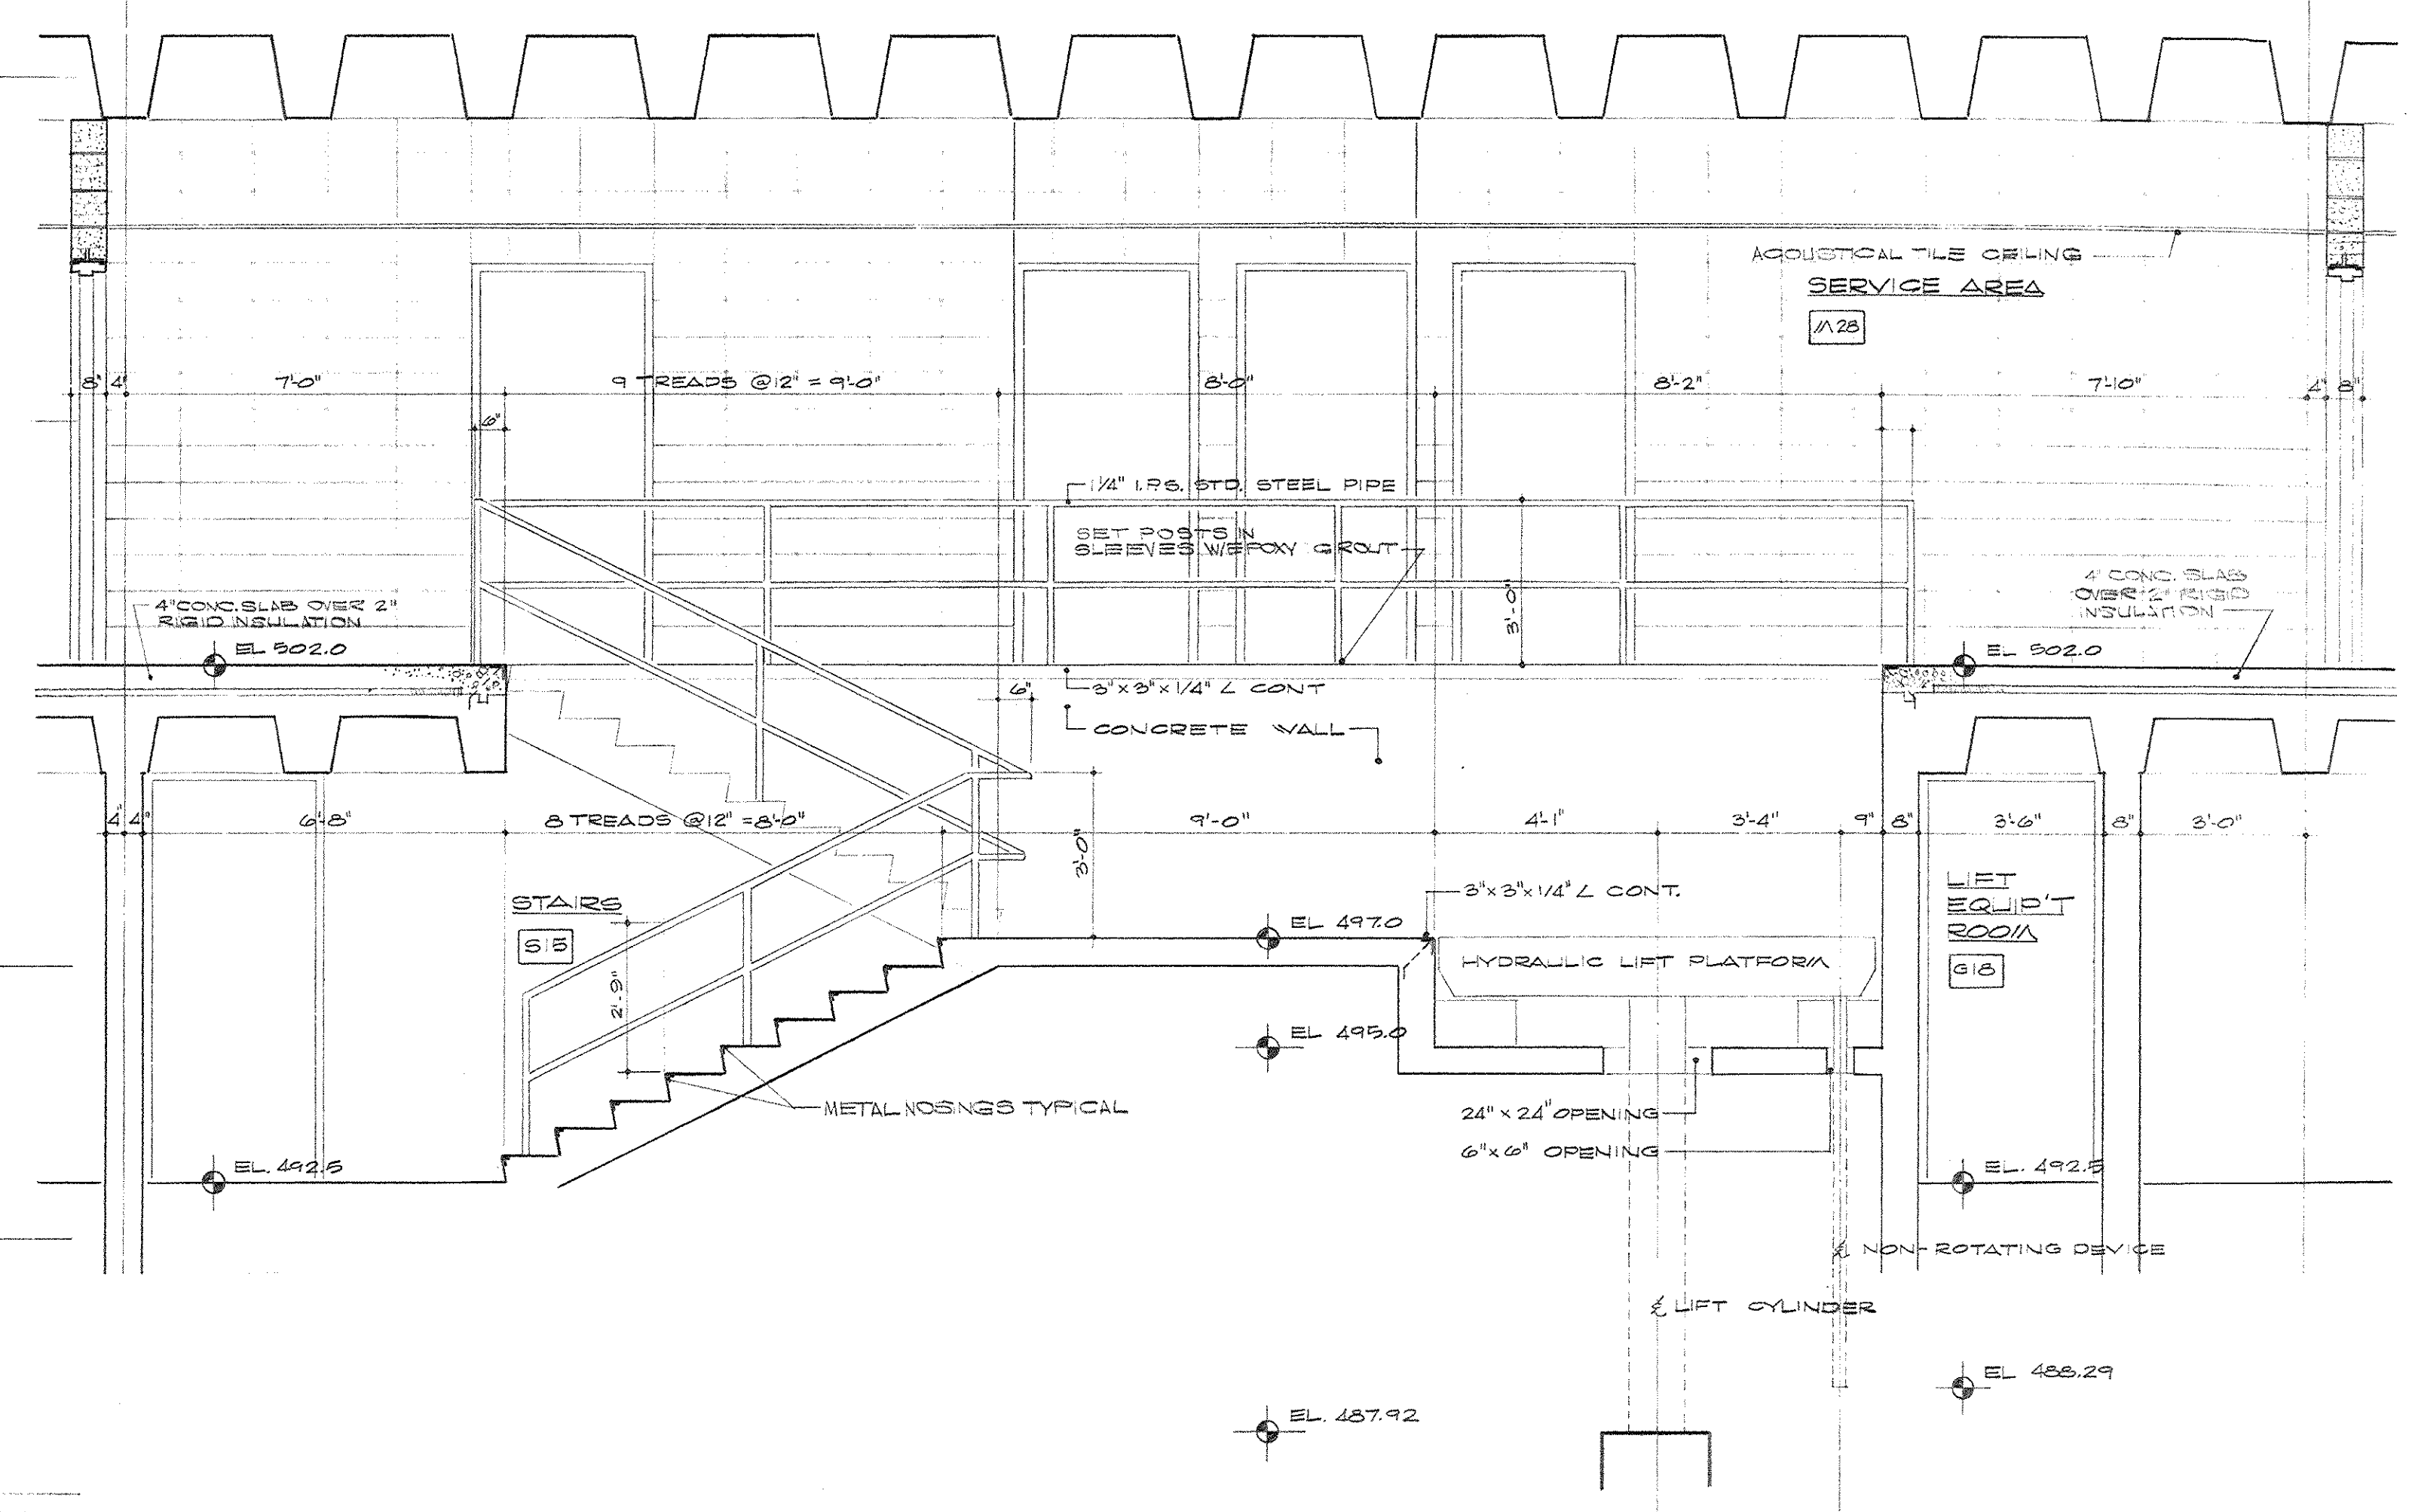 ACOUSTICAL TILE CEILING
SERVICE AREA
M28
8" 4" 7'-0" 9 TREADS @12" = 9'-0" 8'-0" 8'-2" 7'-10" 4" 8"
6"
1 1/4" I.P.S. STD. STEEL PIPE
SET POSTS IN
SLEEVES W/EPOXY GROUT
3'-0"
4" CONC. SLAB OVER 2"
RIGID INSULATION
EL 502.0
4" CONC. SLAB
OVER 2" RIGID
INSULATION
EL 502.0
6"
3"x3"x1/4" L CONT
CONCRETE WALL
4" 4" 6'-8" 8 TREADS @12" = 8'-0" 9'-0" 4'-1" 3'-4" 9" 8" 3'-6" 8" 3'-0"
3'-0"
STAIRS
S15
2'-9"
3"x3"x1/4" L CONT.
EL 497.0
HYDRAULIC LIFT PLATFORM
LIFT
EQUIP'T
ROOM
G18
EL 495.0
METAL NOSINGS TYPICAL
24" x 24" OPENING
6"x6" OPENING
EL. 492.5
EL. 492.5
℄ NON-ROTATING DEVICE
℄ LIFT CYLINDER
EL 488.29
EL. 487.92